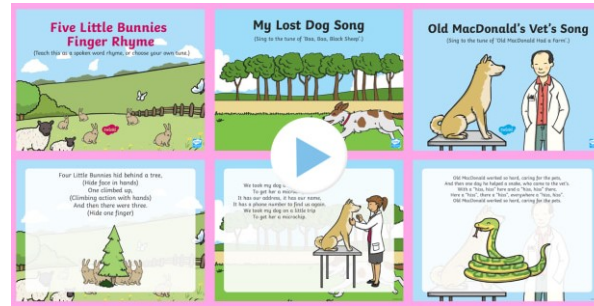 Five Little Bunnies
Finger Rhyme
(Teach this as a spoken word rhyme, or choose your own tune.)
My Lost Dog Song
(Sing to the tune of 'Baa, Baa, Black Sheep'.)
Old MacDonald's Vet's Song
(Sing to the tune of 'Old MacDonald Had a Farm'.)
Four Little Bunnies hid behind a tree,
(Hide face in hands)
One climbed up,
(Climbing action with hands)
And then there were three.
(Hide one finger)
We took my dog
To get her a microchip.
It has our address, it has our name,
It has a phone number to find us again.
We took my dog on a little trip
To get her a microchip.
Old MacDonald worked so hard, caring for the pets,
And then one day he helped a snake, who came to the vet's.
With a "hiss, hiss" here and a "hiss, hiss" there,
Here a "hiss", there a "hiss", everywhere a "hiss, hiss".
Old MacDonald worked so hard, caring for the pets.